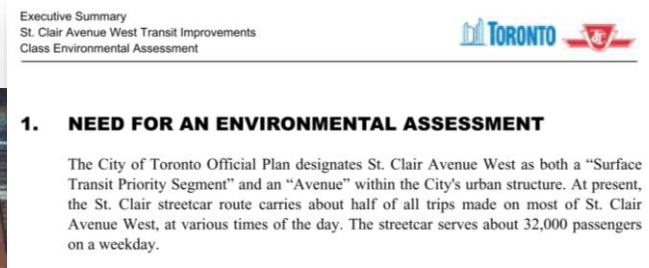 Executive Summary
St. Clair Avenue West Transit Improvements
Class Environmental Assessment
TORONTO
1. NEED FOR AN ENVIRONMENTAL ASSESSMENT
The City of Toronto Official Plan designates St. Clair Avenue West as both a “Surface
Transit Priority Segment” and an “Avenue” within the City's urban structure. At present,
the St. Clair streetcar route carries about half of all trips made on most of St. Clair
Avenue West, at various times of the day. The streetcar serves about 32,000 passengers
on a weekday.